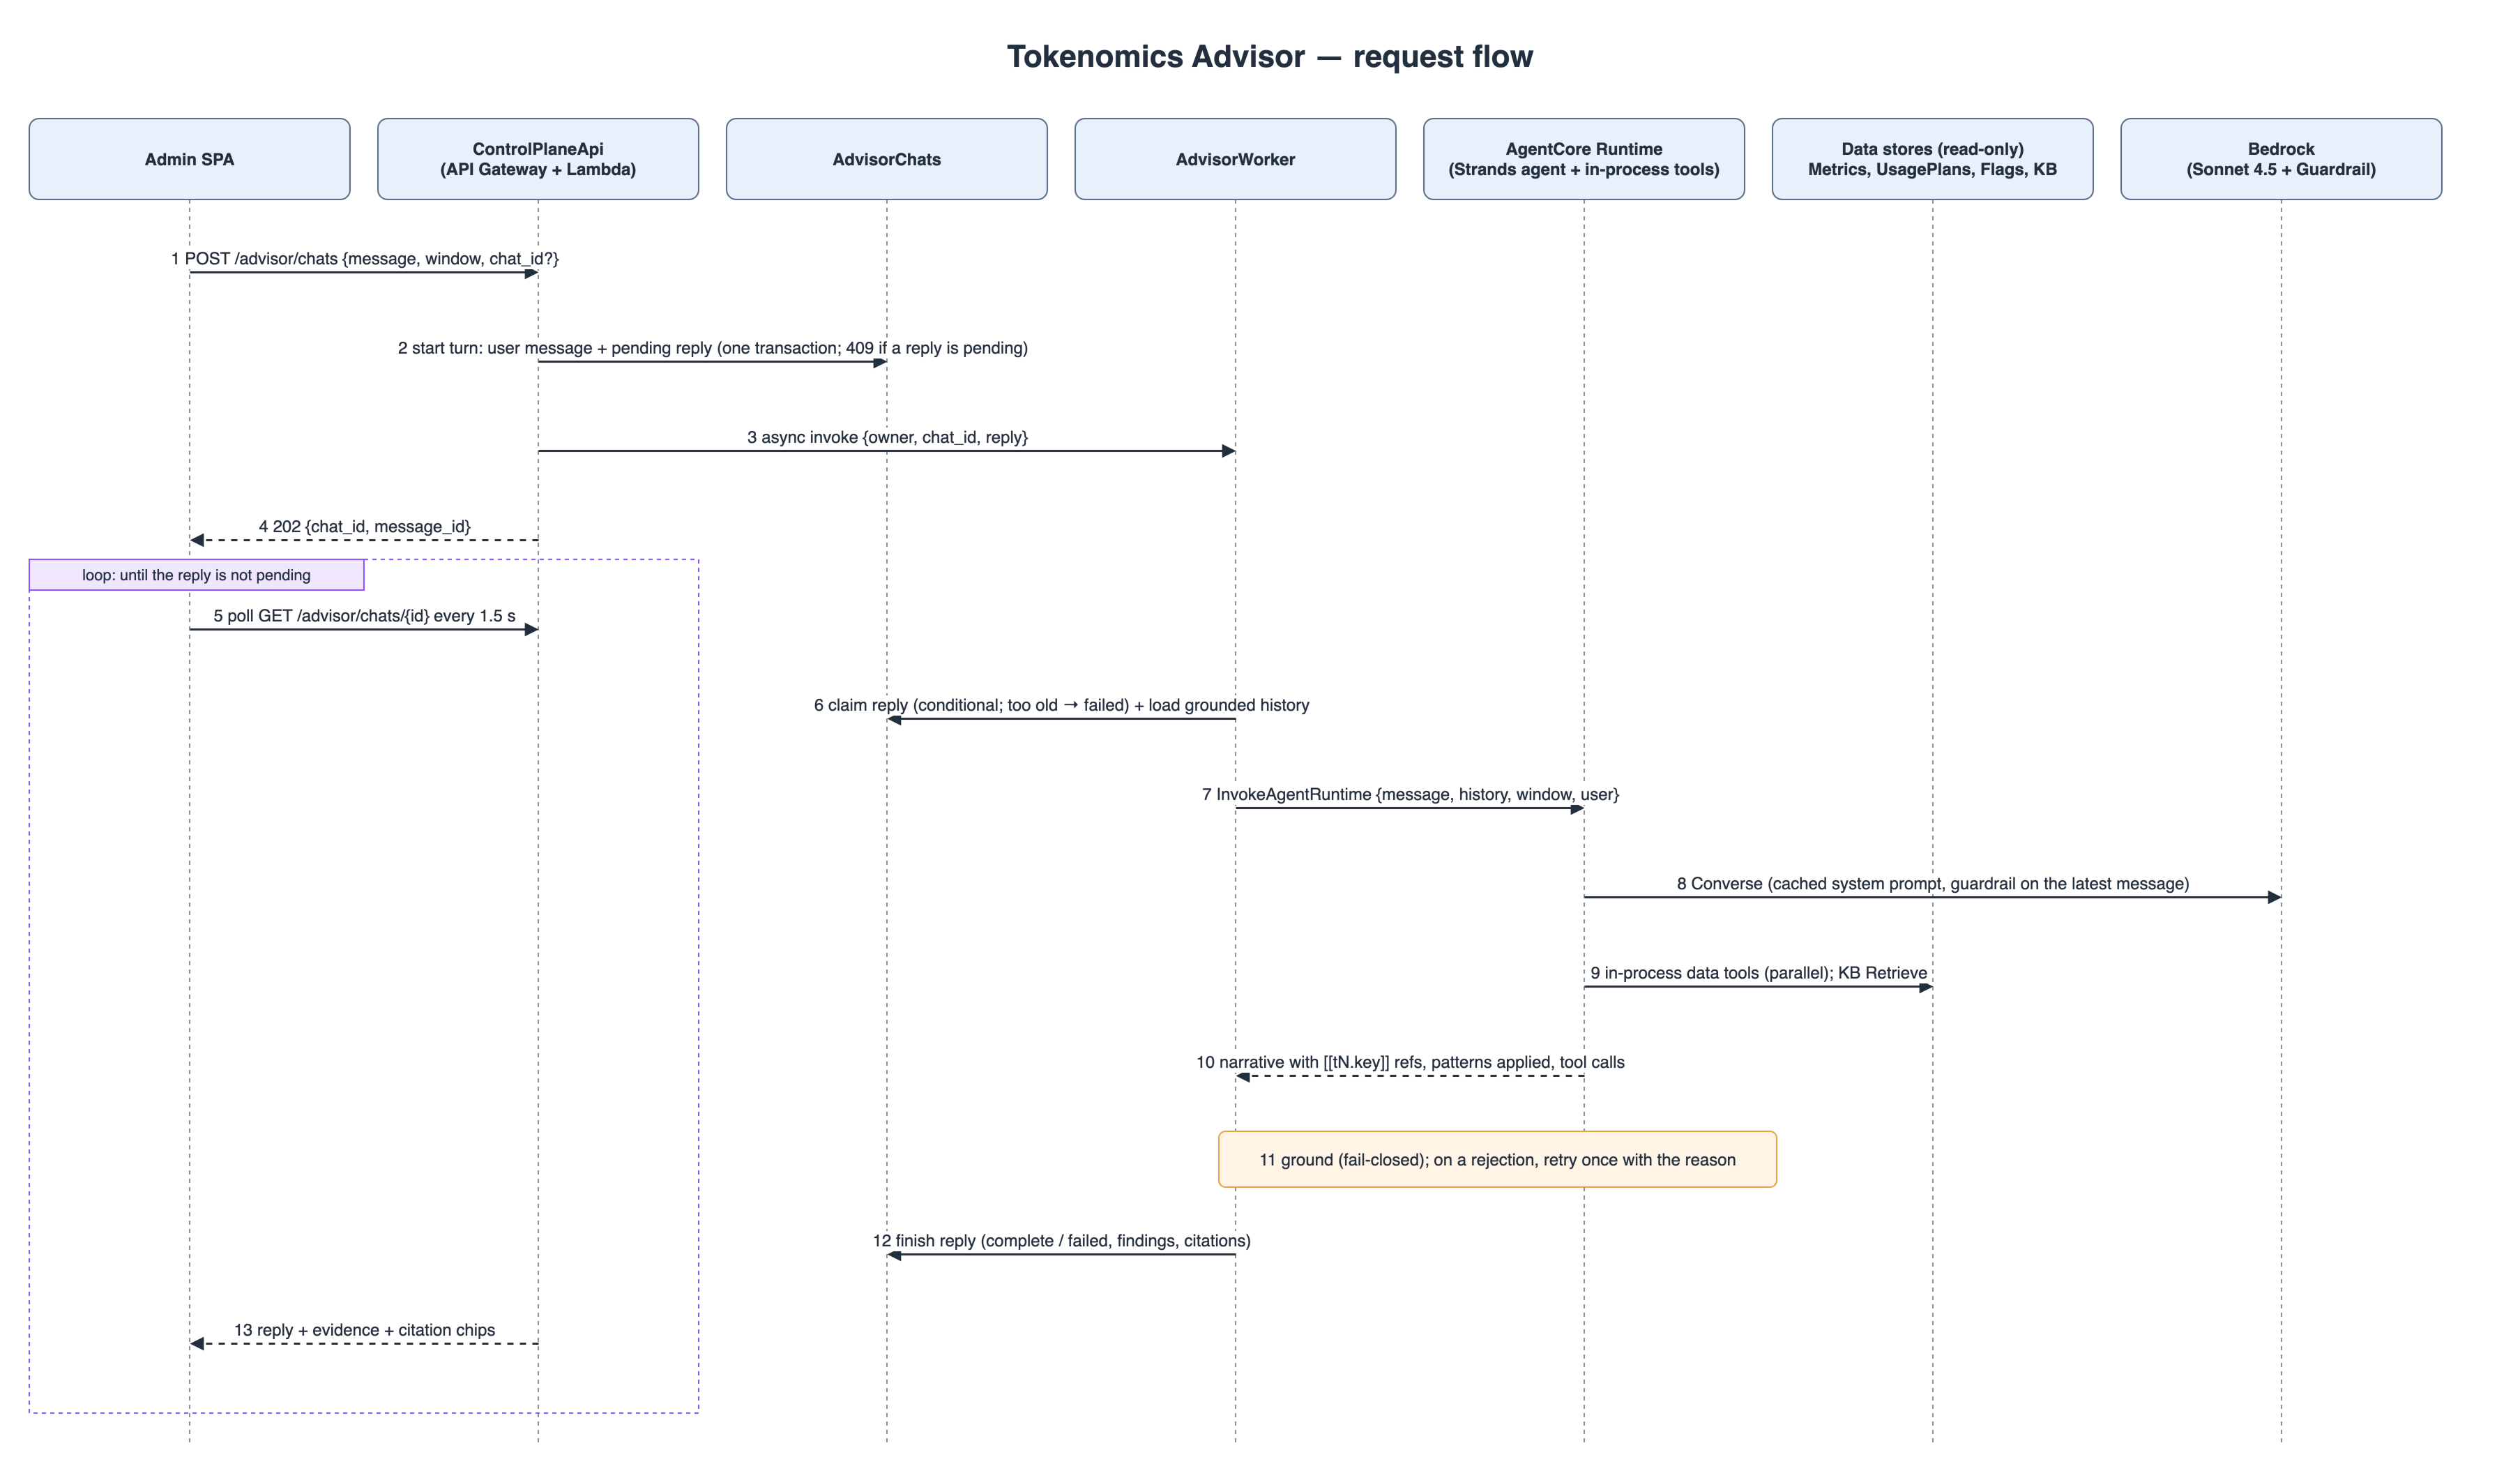 Tokenomics Advisor — request flow
Admin SPA
ControlPlaneApi
(API Gateway + Lambda)
AdvisorChats
AdvisorWorker
AgentCore Runtime
(Strands agent + in-process tools)
Data stores (read-only)
Metrics, UsagePlans, Flags, KB
Bedrock
(Sonnet 4.5 + Guardrail)
1 POST /advisor/chats {message, window, chat_id?}
2 start turn: user message + pending reply (one transaction; 409 if a reply is pending)
3 async invoke {owner, chat_id, reply}
4 202 {chat_id, message_id}
loop: until the reply is not pending
5 poll GET /advisor/chats/{id} every 1.5 s
6 claim reply (conditional; too old → failed) + load grounded history
7 InvokeAgentRuntime {message, history, window, user}
8 Converse (cached system prompt, guardrail on the latest message)
9 in-process data tools (parallel); KB Retrieve
10 narrative with [[tN.key]] refs, patterns applied, tool calls
11 ground (fail-closed); on a rejection, retry once with the reason
12 finish reply (complete / failed, findings, citations)
13 reply + evidence + citation chips